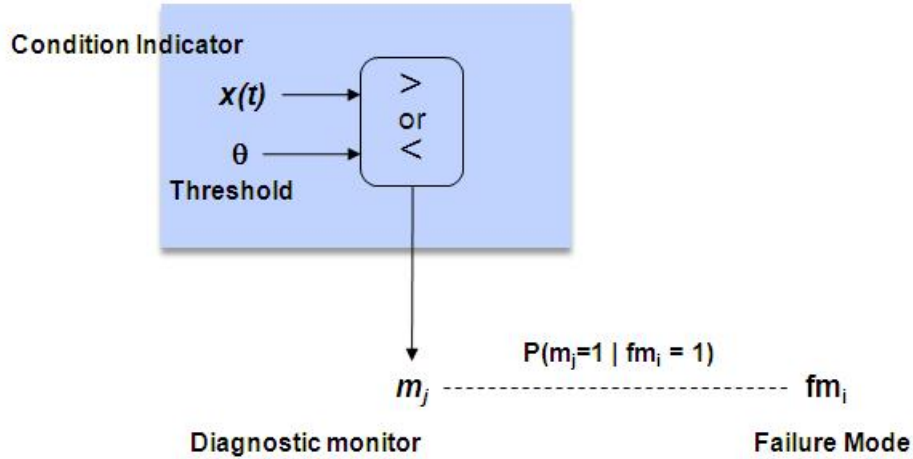 Condition Indicator
x(t)
>
or
<
θ
Threshold
P(mⱼ=1 | fmᵢ = 1)
mⱼ
fmᵢ
Diagnostic monitor
Failure Mode